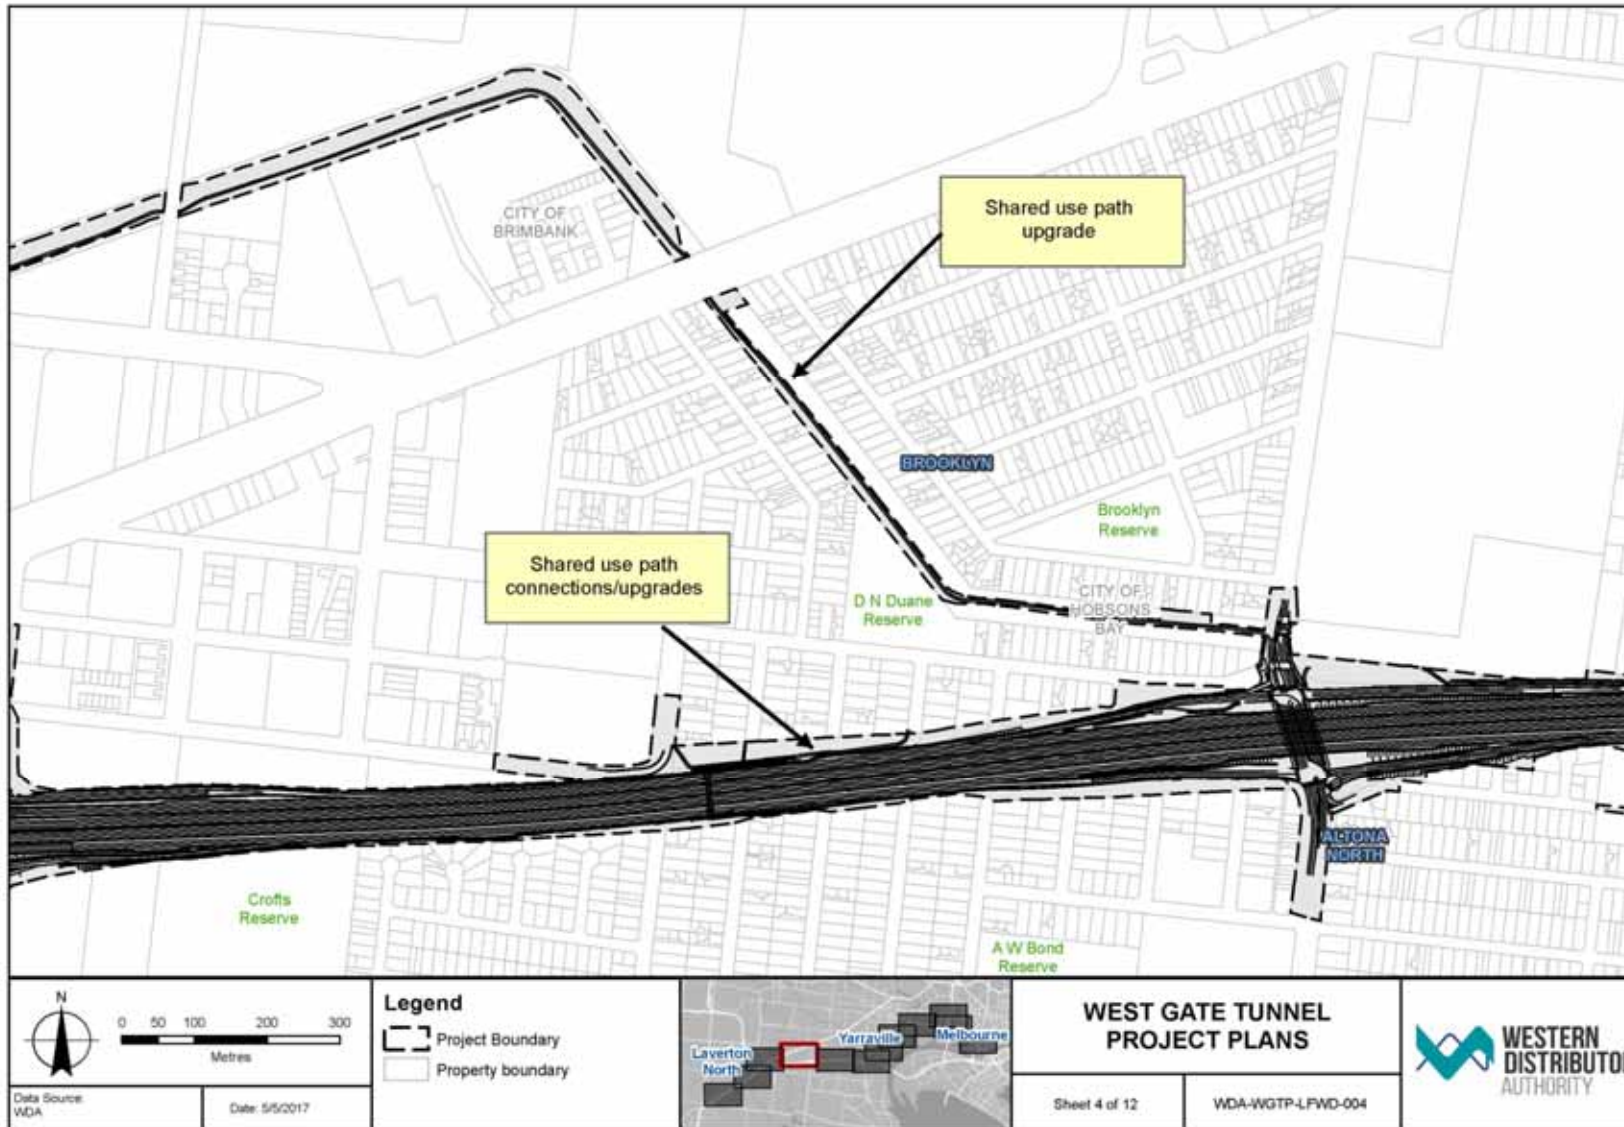 CITY OF
BRIMBANK
Shared use path
upgrade
BROOKLYN
Brooklyn
Reserve
Shared use path
connections/upgrades
D N Duane
Reserve
CITY OF
HOBSONS
BAY
ALTONA
NORTH
Crofts
Reserve
A W Bond
Reserve
N
0 50 100 200 300
Metres
Data Source:
WDA
Date: 5/5/2017
Legend
Project Boundary
Property boundary
Laverton
North
Yarraville
Melbourne
WEST GATE TUNNEL
PROJECT PLANS
Sheet 4 of 12
WDA-WGTP-LFWD-004
WESTERN
DISTRIBUTO
AUTHORITY